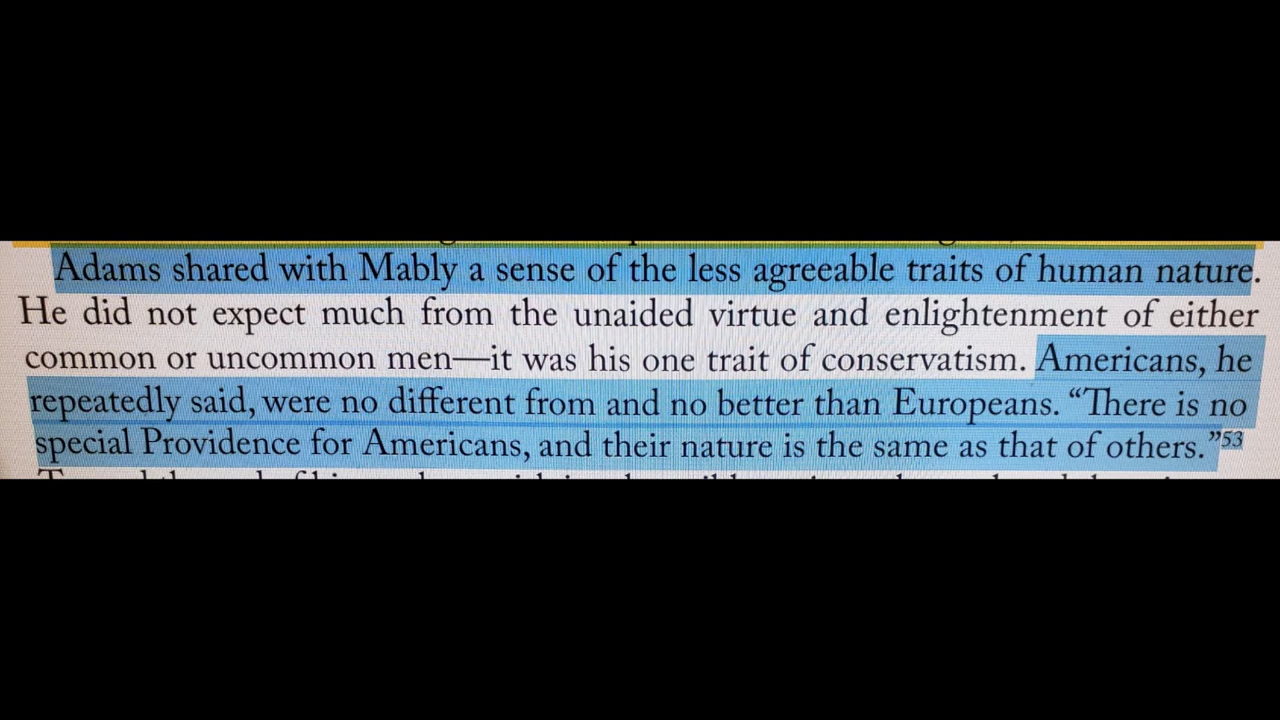 Adams shared with Mably a sense of the less agreeable traits of human nature.
He did not expect much from the unaided virtue and enlightenment of either
common or uncommon men—it was his one trait of conservatism. Americans, he
repeatedly said, were no different from and no better than Europeans. “There is no
special Providence for Americans, and their nature is the same as that of others.”53